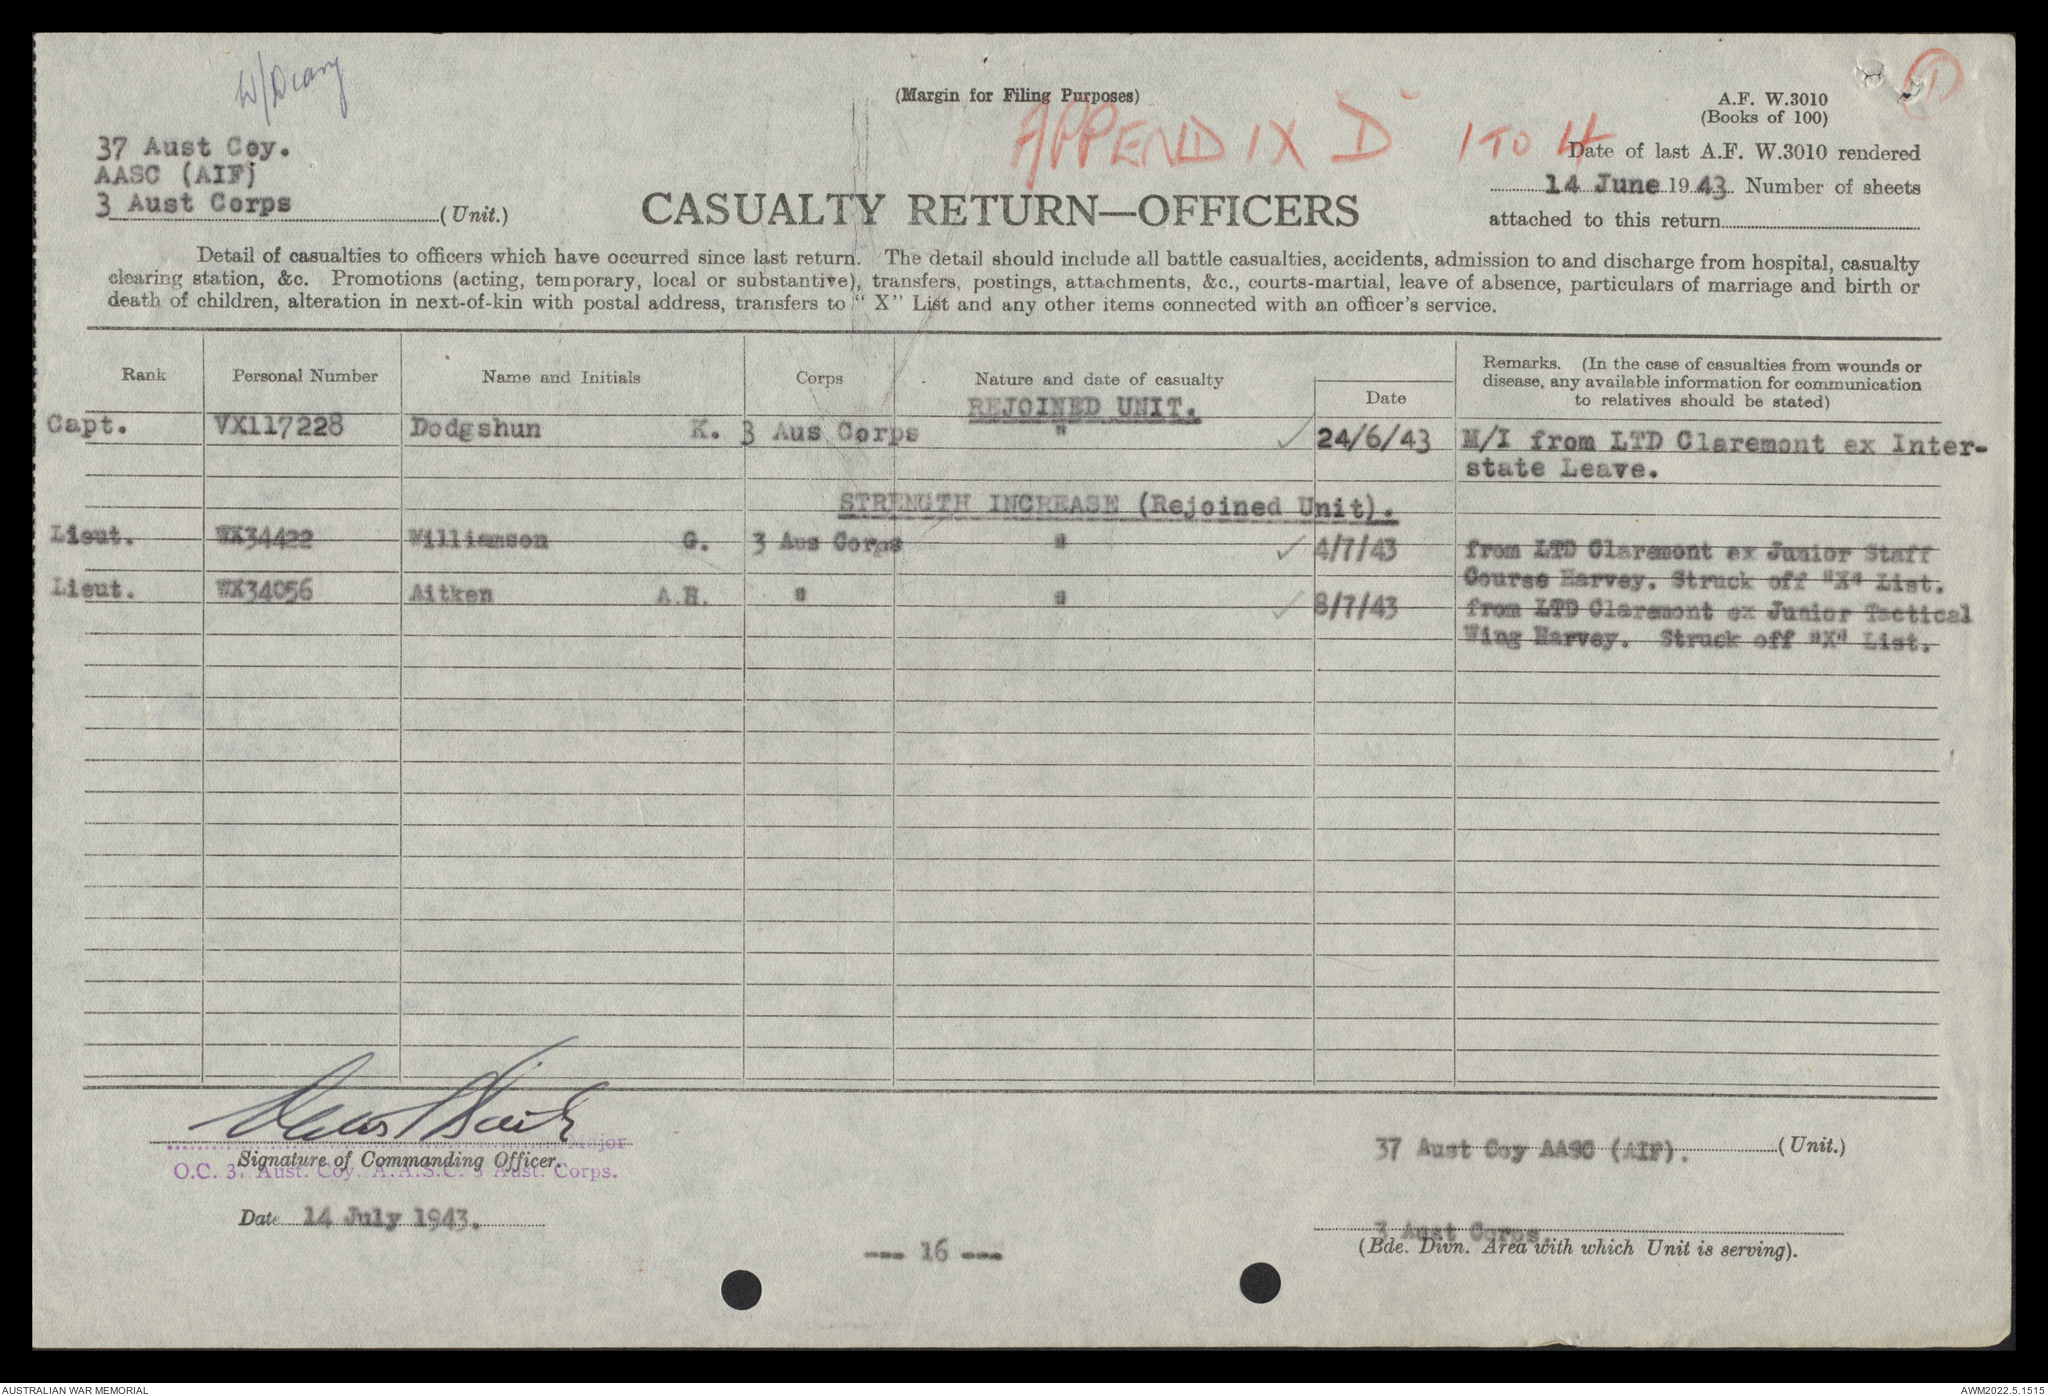 W/Diary
(Margin for Filing Purposes)
APPENDIX "D" 1 TO 4
1
A.F. W.3010
(Books of 100)
37 Aust Coy.
AASC (AIF)
3 Aust Corps (Unit.)
CASUALTY RETURN—OFFICERS
Date of last A.F. W.3010 rendered
14 June 1943. Number of sheets
attached to this return
Detail of casualties to officers which have occurred since last return. The detail should include all battle casualties, accidents, admission to and discharge from hospital, casualty
clearing station, &c. Promotions (acting, temporary, local or substantive), transfers, postings, attachments, &c., courts-martial, leave of absence, particulars of marriage and birth or
death of children, alteration in next-of-kin with postal address, transfers to "X" List and any other items connected with an officer's service.
Rank Personal Number Name and Initials Corps Nature and date of casualty Date Remarks. (In the case of casualties from wounds or
disease, any available information for communication
to relatives should be stated)
REJOINED UNIT.
Capt. VX117228 Dodgshun K. 3 Aus Corps " 24/6/43 M/I from LTD Claremont ex Inter-
state Leave.
STRENGTH INCREASE (Rejoined Unit).
Lieut. WX34422 Williamson G. 3 Aus Corps " 4/7/43 from LTD Claremont ex Junior Staff
Course Harvey. Struck off "X" List.
Lieut. WX34056 Aitken A.H. " " 8/7/43 from LTD Claremont ex Junior Tactical
Wing Harvey. Struck off "X" List.
Major
Signature of Commanding Officer.
O.C. 37 Aust. Coy. A.A.S.C. 3 Aust. Corps.
Date 14 July 1943.
37 Aust Coy AASC (AIF). (Unit.)
3 Aust Corps.
(Bde. Divn. Area with which Unit is serving).
--- 16 ---
AUSTRALIAN WAR MEMORIAL
AWM2022.5.1515